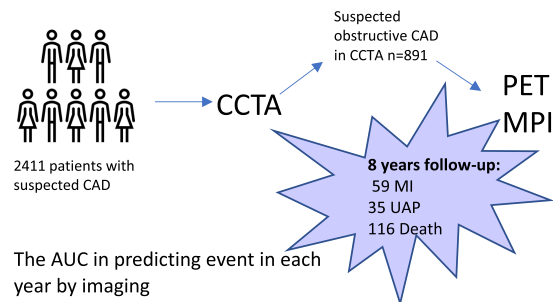 Suspected
obstructive CAD
in CCTA n=891
CCTA
PET
MPI
2411 patients with
suspected CAD
8 years follow-up:
59 MI
35 UAP
116 Death
The AUC in predicting event in each
year by imaging